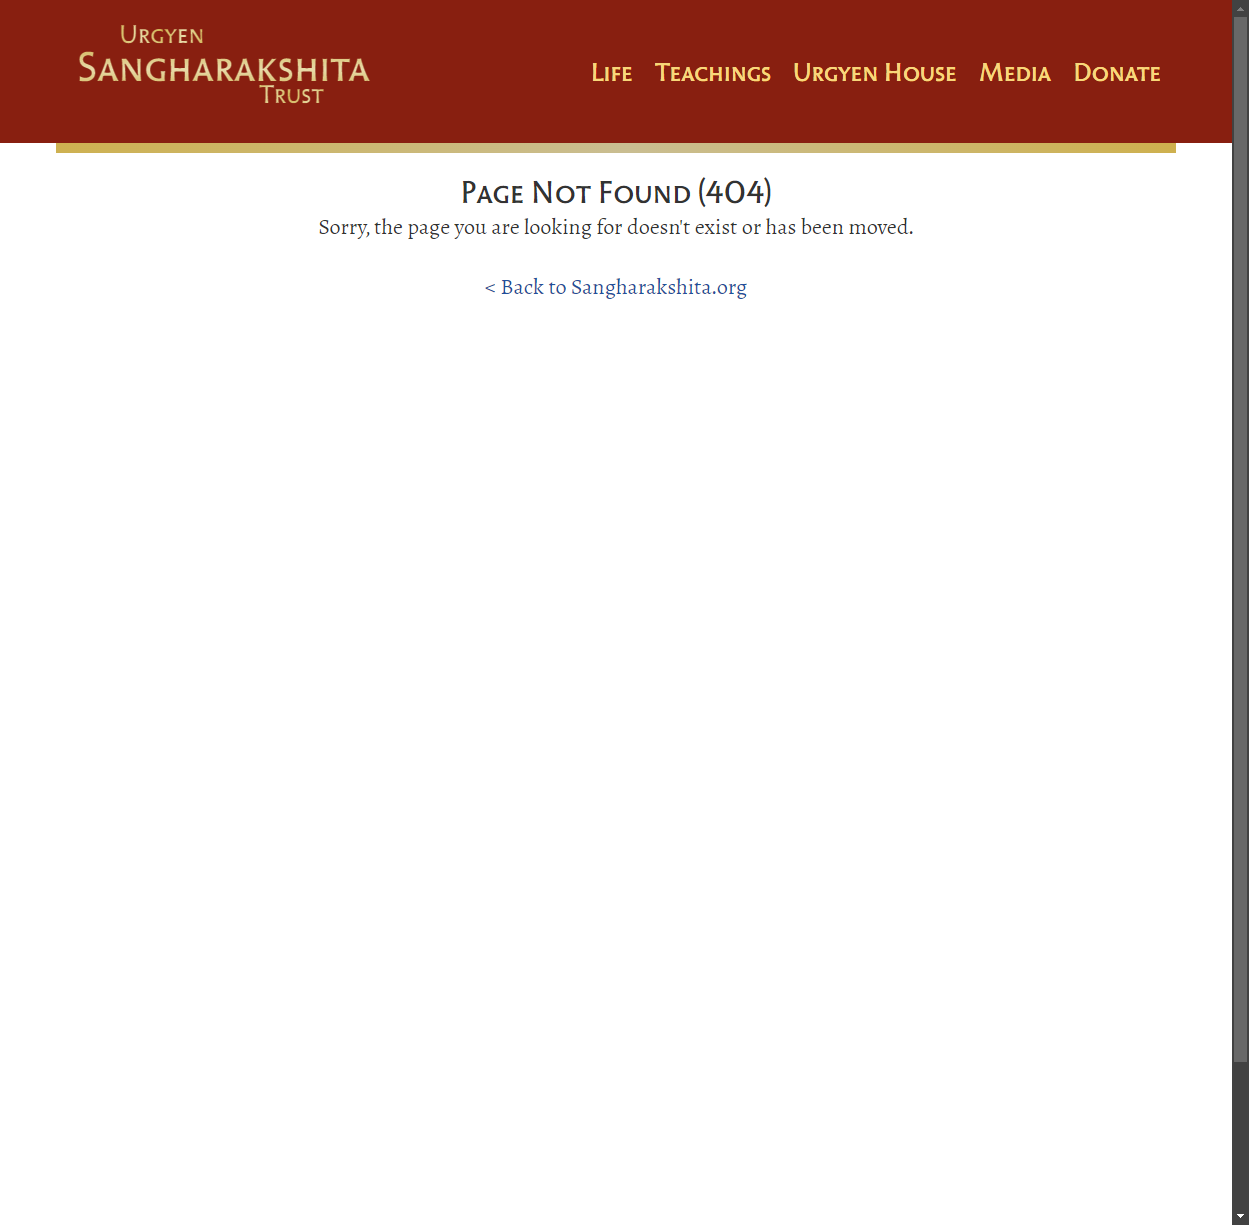 Urgyen
Sangharakshita
Trust
Life Teachings Urgyen House Media Donate
Page Not Found (404)
Sorry, the page you are looking for doesn't exist or has been moved.
< Back to Sangharakshita.org